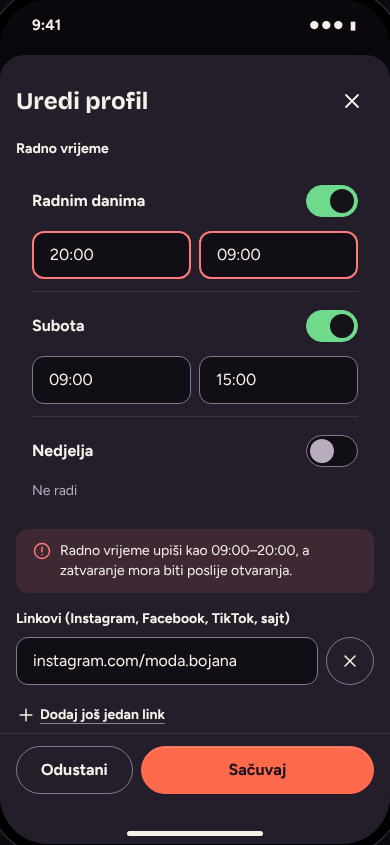 9:41
Uredi profil
Radno vrijeme
Radnim danima
20:00 09:00
Subota
09:00 15:00
Nedjelja
Ne radi
Radno vrijeme upiši kao 09:00–20:00, a
zatvaranje mora biti poslije otvaranja.
Linkovi (Instagram, Facebook, TikTok, sajt)
instagram.com/moda.bojana
Dodaj još jedan link
Odustani Sačuvaj